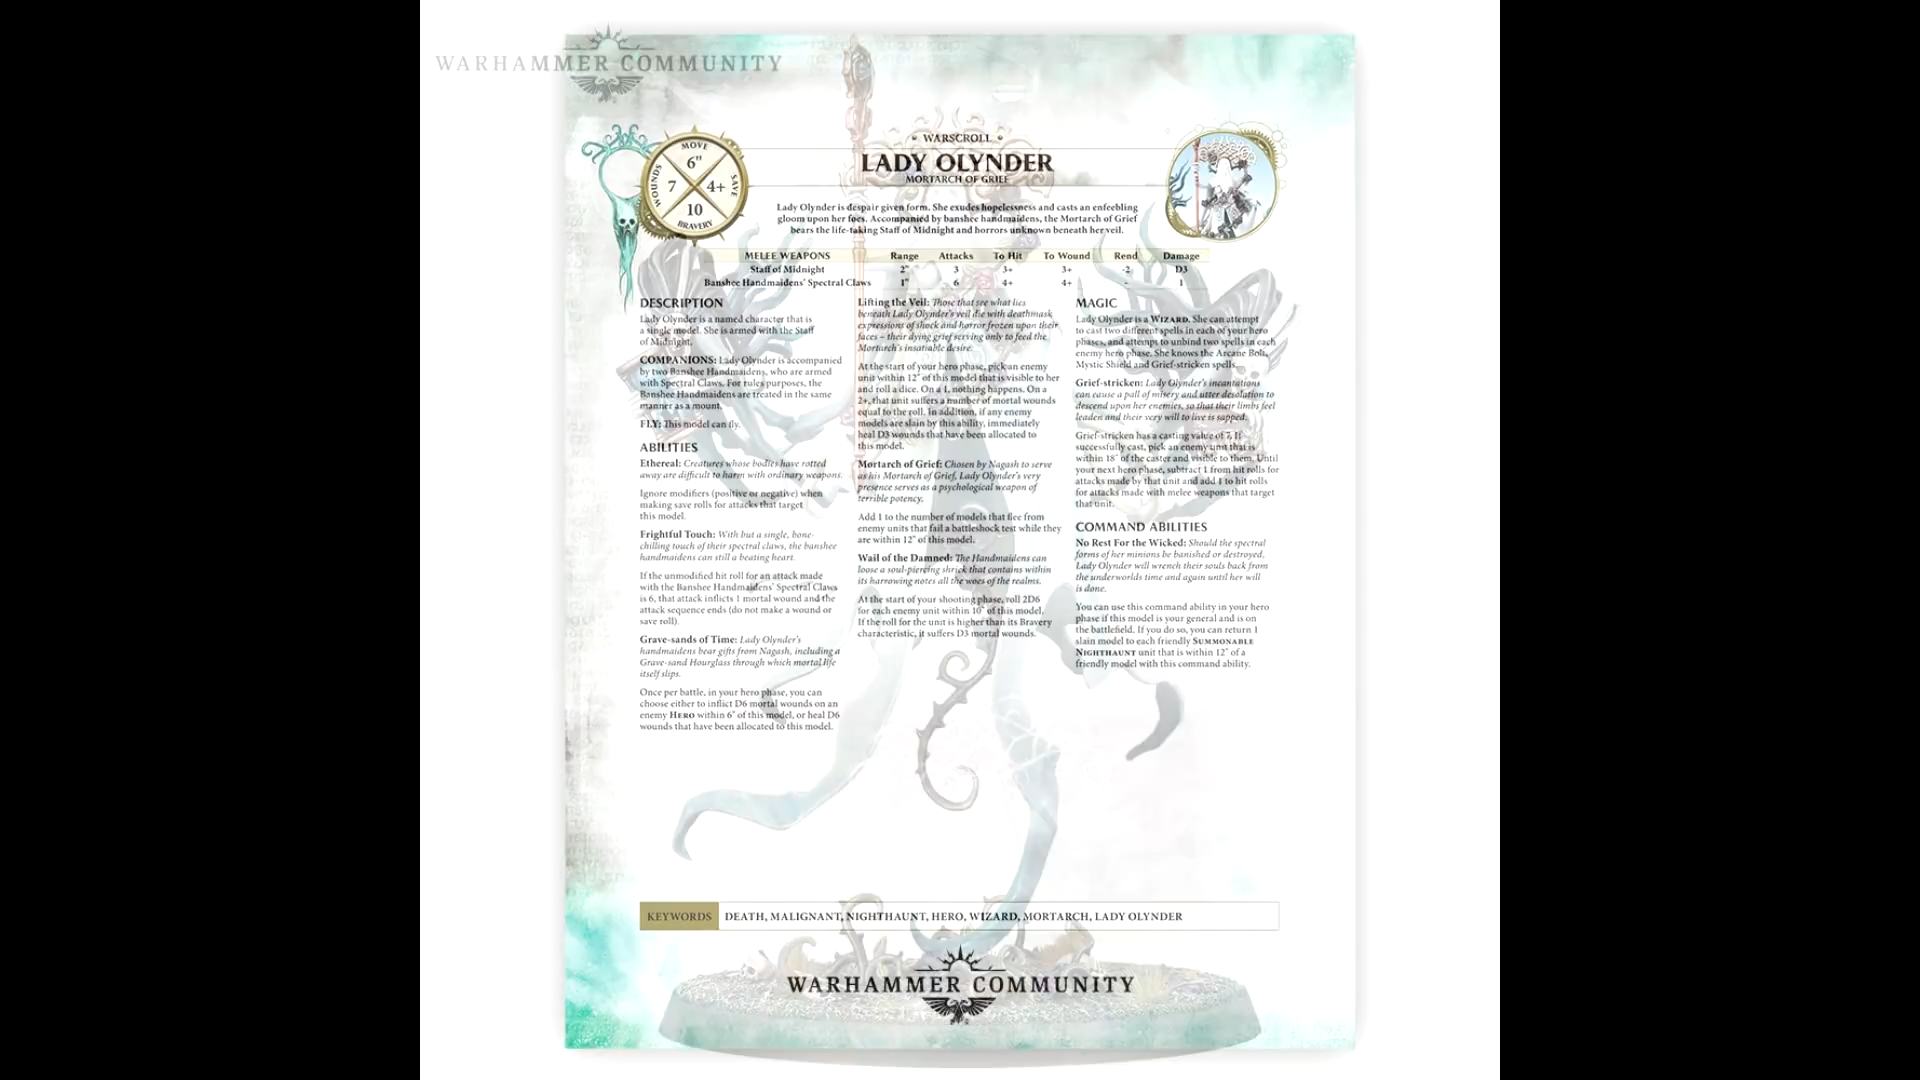 WARHAMMER COMMUNITY
WARSCROLL
LADY OLYNDER
MORTARCH OF GRIEF
MOVE
6"
WOUNDS
7
4+
SAVE
10
BRAVERY
Lady Olynder is despair given form. She exudes hopelessness and casts an enfeebling
gloom upon her foes. Accompanied by banshee handmaidens, the Mortarch of Grief
bears the life-taking Staff of Midnight and horrors unknown beneath her veil.
MELEE WEAPONS Range Attacks To Hit To Wound Rend Damage
Staff of Midnight 2" 3 3+ 3+ -2 D3
Banshee Handmaidens' Spectral Claws 1" 6 4+ 4+ - 1
DESCRIPTION
Lady Olynder is a named character that is
a single model. She is armed with the Staff
of Midnight.
COMPANIONS: Lady Olynder is accompanied
by two Banshee Handmaidens, who are armed
with Spectral Claws. For rules purposes, the
Banshee Handmaidens are treated in the same
manner as a mount.
FLY: This model can fly.
ABILITIES
Ethereal: Creatures whose bodies have rotted
away are difficult to harm with ordinary weapons.
Ignore modifiers (positive or negative) when
making save rolls for attacks that target
this model.
Frightful Touch: With but a single, bone-
chilling touch of their spectral claws, the banshee
handmaidens can still a beating heart.
If the unmodified hit roll for an attack made
with the Banshee Handmaidens' Spectral Claws
is 6, that attack inflicts 1 mortal wound and the
attack sequence ends (do not make a wound or
save roll).
Grave-sands of Time: Lady Olynder's
handmaidens bear gifts from Nagash, including a
Grave-sand Hourglass through which mortal life
itself slips.
Once per battle, in your hero phase, you can
choose either to inflict D6 mortal wounds on an
enemy HERO within 6" of this model, or heal D6
wounds that have been allocated to this model.
Lifting the Veil: Those that see what lies
beneath Lady Olynder's veil die with deathmask
expressions of shock and horror frozen upon their
faces – their dying grief serving only to feed the
Mortarch's insatiable desire.
At the start of your hero phase, pick an enemy
unit within 12" of this model that is visible to her
and roll a dice. On a 1, nothing happens. On a
2+, that unit suffers a number of mortal wounds
equal to the roll. In addition, if any enemy
models are slain by this ability, immediately
heal D3 wounds that have been allocated to
this model.
Mortarch of Grief: Chosen by Nagash to serve
as his Mortarch of Grief, Lady Olynder's very
presence serves as a psychological weapon of
terrible potency.
Add 1 to the number of models that flee from
enemy units that fail a battleshock test while they
are within 12" of this model.
Wail of the Damned: The Handmaidens can
loose a soul-piercing shriek that contains within
its harrowing notes all the woes of the realms.
At the start of your shooting phase, roll 2D6
for each enemy unit within 10" of this model.
If the roll for the unit is higher than its Bravery
characteristic, it suffers D3 mortal wounds.
MAGIC
Lady Olynder is a WIZARD. She can attempt
to cast two different spells in each of your hero
phases, and attempt to unbind two spells in each
enemy hero phase. She knows the Arcane Bolt,
Mystic Shield and Grief-stricken spells.
Grief-stricken: Lady Olynder's incantations
can cause a pall of misery and utter desolation to
descend upon her enemies, so that their limbs feel
leaden and their very will to live is sapped.
Grief-stricken has a casting value of 7. If
successfully cast, pick an enemy unit that is
within 18" of the caster and visible to them. Until
your next hero phase, subtract 1 from hit rolls for
attacks made by that unit and add 1 to hit rolls
for attacks made with melee weapons that target
that unit.
COMMAND ABILITIES
No Rest For the Wicked: Should the spectral
forms of her minions be banished or destroyed,
Lady Olynder will wrench their souls back from
the underworlds time and again until her will
is done.
You can use this command ability in your hero
phase if this model is your general and is on
the battlefield. If you do so, you can return 1
slain model to each friendly SUMMONABLE
NIGHTHAUNT unit that is within 12" of a
friendly model with this command ability.
KEYWORDS DEATH, MALIGNANT, NIGHTHAUNT, HERO, WIZARD, MORTARCH, LADY OLYNDER
WARHAMMER COMMUNITY